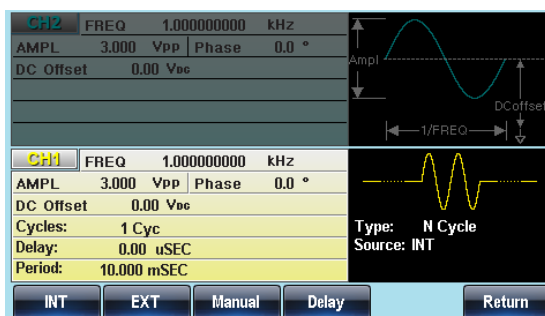 CH2 FREQ 1.000000000 kHz
AMPL 3.000 Vpp Phase 0.0 °
DC Offset 0.00 VDC
Ampl
DCoffset
1/FREQ
CH1 FREQ 1.000000000 kHz
AMPL 3.000 Vpp Phase 0.0 °
DC Offset 0.00 VDC
Cycles: 1 Cyc
Delay: 0.00 uSEC
Period: 10.000 mSEC
Type: N Cycle
Source: INT
INT EXT Manual Delay Return